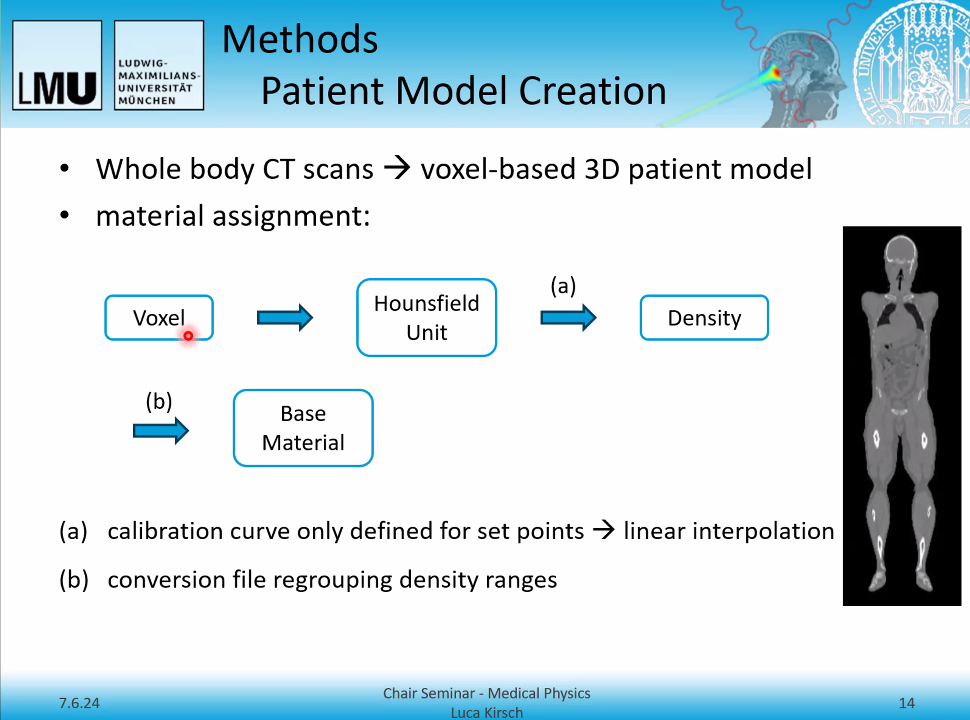 Methods
Patient Model Creation
LMU
LUDWIG-
MAXIMILIANS-
UNIVERSITÄT
MÜNCHEN
• Whole body CT scans → voxel-based 3D patient model
• material assignment:
Voxel
Hounsfield
Unit
(a)
Density
(b)
Base
Material
(a) calibration curve only defined for set points → linear interpolation
(b) conversion file regrouping density ranges
7.6.24
Chair Seminar - Medical Physics
Luca Kirsch
14